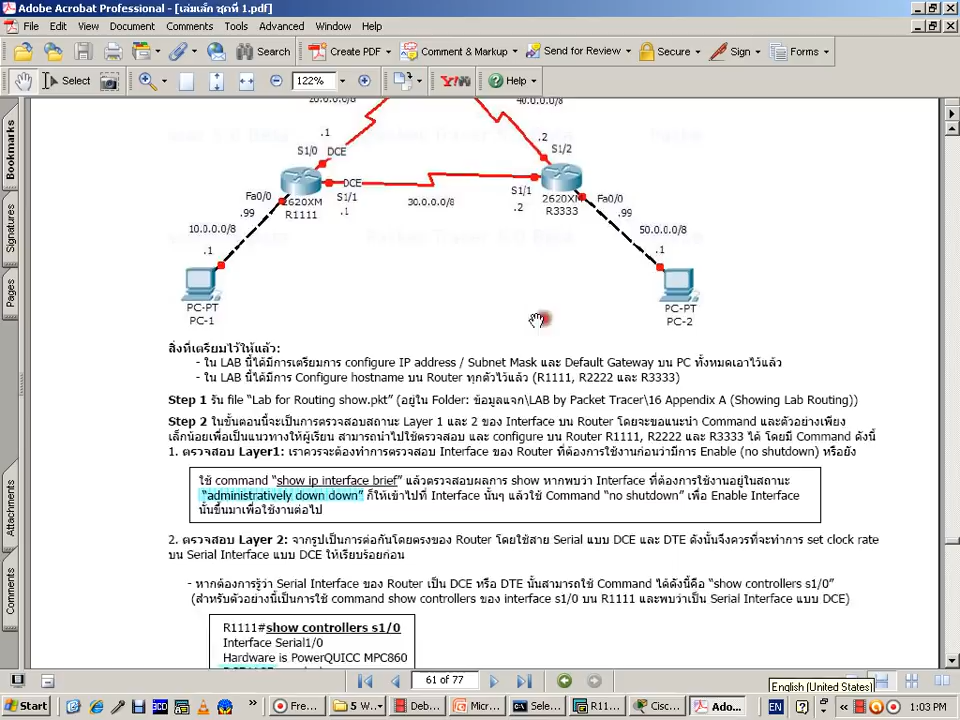 Adobe Acrobat Professional - [เล่มเล็ก ชุดที่ 1.pdf]
File Edit View Document Comments Tools Advanced Window Help
Search Create PDF Comment & Markup Send for Review Secure Sign Forms
Select 122% Y! Help
Bookmarks
Signatures
Pages
Attachments
Comments
20.0.0.0/8
40.0.0.0/8
.1
.2
S1/0 DCE
S1/2
DCE
Fa0/0
2620XM
R1111
S1/1
.1
30.0.0.0/8
S1/1
.2
2620XM
R3333
Fa0/0
.99
.99
10.0.0.0/8
50.0.0.0/8
.1
.1
PC-PT
PC-1
PC-PT
PC-2
สิ่งที่เตรียมไว้ให้แล้ว:
- ใน LAB นี้ได้มีการเตรียมการ configure IP address / Subnet Mask และ Default Gateway บน PC ทั้งหมดเอาไว้แล้ว
- ใน LAB นี้ได้มีการ Configure hostname บน Router ทุกตัวไว้แล้ว (R1111, R2222 และ R3333)
Step 1 รัน file "Lab for Routing show.pkt" (อยู่ใน Folder: ข้อมูลแจก\LAB by Packet Tracer\16 Appendix A (Showing Lab Routing))
Step 2 ในขั้นตอนนี้จะเป็นการตรวจสอบสถานะ Layer 1 และ 2 ของ Interface บน Router โดยจะขอแนะนำ Command และตัวอย่างเพียง
เล็กน้อยเพื่อเป็นแนวทางให้ผู้เรียน สามารถนำไปใช้ตรวจสอบ และ configure บน Router R1111, R2222 และ R3333 ได้ โดยมี Command ดังนี้
1. ตรวจสอบ Layer1: เราควรจะต้องทำการตรวจสอบ Interface ของ Router ที่ต้องการใช้งานอยู่ก่อนว่ามีการ Enable (no shutdown) หรือยัง
ใช้ command "show ip interface brief" แล้วตรวจสอบผลการ show หากพบว่า Interface ที่ต้องการใช้งานอยู่ในสถานะ
"administratively down down" ก็ให้เข้าไปที่ Interface นั้นๆ แล้วใช้ Command "no shutdown" เพื่อ Enable Interface
นั้นขึ้นมาเพื่อใช้งานต่อไป
2. ตรวจสอบ Layer 2: จากรูปเป็นการต่อกันโดยตรงของ Router โดยใช้สาย Serial แบบ DCE และ DTE ดังนั้นจึงควรที่จะทำการ set clock rate
บน Serial Interface แบบ DCE ให้เรียบร้อยก่อน
- หากต้องการรู้ว่า Serial Interface ของ Router เป็น DCE หรือ DTE นั้นสามารถใช้ Command ได้ดังนี้คือ "show controllers s1/0"
(สำหรับตัวอย่างนี้เป็นการใช้ command show controllers ของ interface s1/0 บน R1111 และพบว่าเป็น Serial Interface แบบ DCE)
R1111#show controllers s1/0
Interface Serial1/0
Hardware is PowerQUICC MPC860
61 of 77
English (United States)
Start Fre... 5 W... Deb... Micr... Sele... R11... Cisc... Ado... EN 1:03 PM